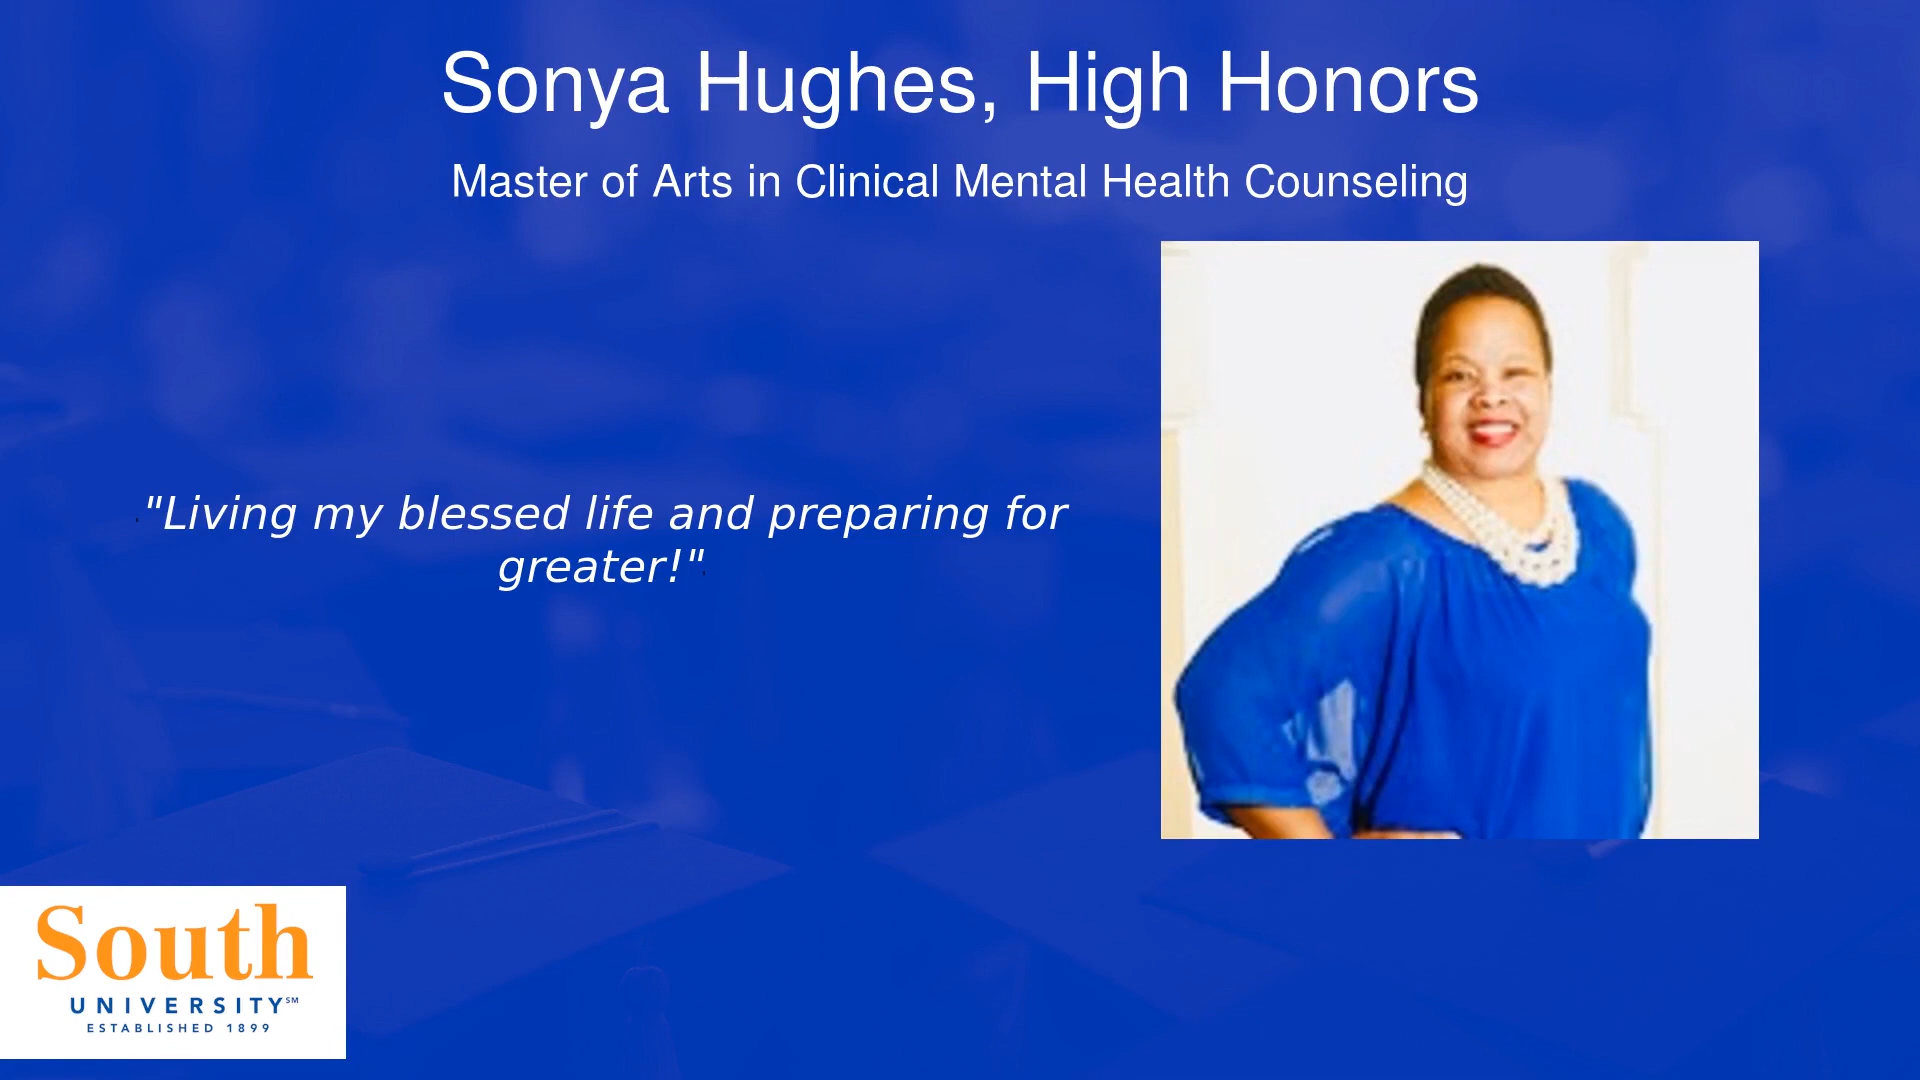 Sonya Hughes, High Honors
Master of Arts in Clinical Mental Health Counseling
"Living my blessed life and preparing for
greater!"
South
UNIVERSITY℠
ESTABLISHED 1899